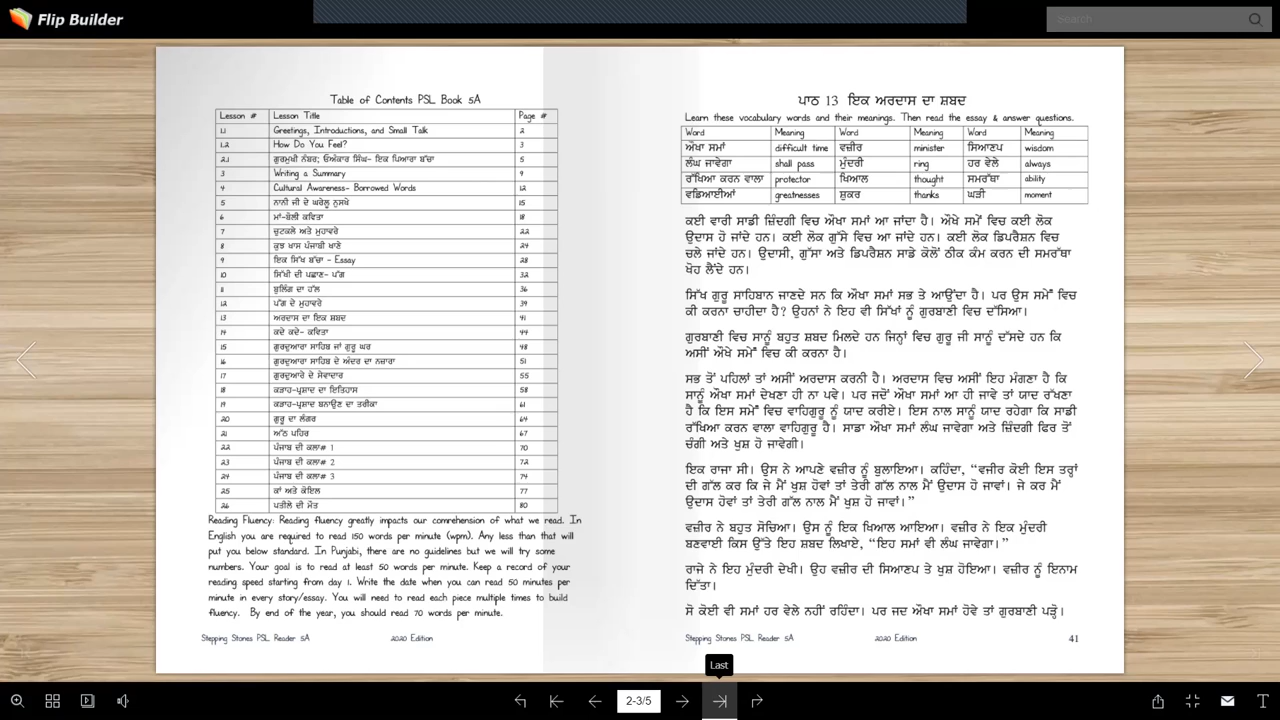 Flip Builder
Search
Table of Contents PSL Book 5A
Lesson # Lesson Title Page #
1.1 Greetings, Introductions, and Small Talk 2
1.2 How Do You Feel? 3
2.1 ਗੁਰਮੁਖੀ ਨੰਬਰ; ਓਅੰਕਾਰ ਸਿੰਘ- ਇਕ ਪਿਆਰਾ ਬੱਚਾ 5
3 Writing a Summary 9
4 Cultural Awareness- Borrowed Words 12
5 ਨਾਨੀ ਜੀ ਦੇ ਘਰੇਲੂ ਨੁਸਖੇ 15
6 ਮਾਂ-ਬੋਲੀ ਕਵਿਤਾ 18
7 ਚੁਟਕਲੇ ਅਤੇ ਮੁਹਾਵਰੇ 22
8 ਕੁਝ ਖਾਸ ਪੰਜਾਬੀ ਖਾਣੇ 24
9 ਇਕ ਸਿੱਖ ਬੱਚਾ - Essay 28
10 ਸਿੱਖੀ ਦੀ ਪਛਾਣ- ਪੱਗ 32
11 ਬੁਲਿੰਗ ਦਾ ਹੱਲ 36
12 ਪੱਗ ਦੇ ਮੁਹਾਵਰੇ 39
13 ਅਰਦਾਸ ਦਾ ਇਕ ਸ਼ਬਦ 41
14 ਕਦੇ ਕਦੇ- ਕਵਿਤਾ 44
15 ਗੁਰਦੁਆਰਾ ਸਾਹਿਬ ਜਾਂ ਗੁਰੂ ਘਰ 48
16 ਗੁਰਦੁਆਰਾ ਸਾਹਿਬ ਦੇ ਅੰਦਰ ਦਾ ਨਜ਼ਾਰਾ 51
17 ਗੁਰਦੁਆਰੇ ਦੇ ਸੇਵਾਦਾਰ 55
18 ਕੜਾਹ-ਪ੍ਰਸ਼ਾਦ ਦਾ ਇਤਿਹਾਸ 58
19 ਕੜਾਹ-ਪ੍ਰਸ਼ਾਦ ਬਨਾਉਣ ਦਾ ਤਰੀਕਾ 61
20 ਗੁਰੂ ਦਾ ਲੰਗਰ 64
21 ਅੱਠ ਪਹਿਰ 67
22 ਪੰਜਾਬ ਦੀ ਕਲਾ# 1 70
23 ਪੰਜਾਬ ਦੀ ਕਲਾ# 2 72
24 ਪੰਜਾਬ ਦੀ ਕਲਾ# 3 74
25 ਕਾਂ ਅਤੇ ਕੋਇਲ 77
26 ਪਤੀਲੇ ਦੀ ਮੌਤ 80
Reading Fluency: Reading fluency greatly impacts our comrehension of what we read. In
English you are required to read 150 words per minute (wpm). Any less than that will
put you below standard. In Punjabi, there are no guidelines but we will try some
numbers. Your goal is to read at least 50 words per minute. Keep a record of your
reading speed starting from day 1. Write the date when you can read 50 minutes per
minute in every story/essay. You will need to read each piece multiple times to build
fluency. By end of the year, you should read 70 words per minute.
Stepping Stones PSL Reader 5A 2020 Edition
ਪਾਠ 13 ਇਕ ਅਰਦਾਸ ਦਾ ਸ਼ਬਦ
Learn these vocabulary words and their meanings. Then read the essay & answer questions.
Word Meaning Word Meaning Word Meaning
ਔਖਾ ਸਮਾਂ difficult time ਵਜ਼ੀਰ minister ਸਿਆਣਪ wisdom
ਲੰਘ ਜਾਵੇਗਾ shall pass ਮੁੰਦਰੀ ring ਹਰ ਵੇਲੇ always
ਰੱਖਿਆ ਕਰਨ ਵਾਲਾ protector ਖਿਆਲ thought ਸਮਰੱਥਾ ability
ਵਡਿਆਈਆਂ greatnesses ਸ਼ੁਕਰ thanks ਘੜੀ moment
ਕਈ ਵਾਰੀ ਸਾਡੀ ਜ਼ਿੰਦਗੀ ਵਿਚ ਔਖਾ ਸਮਾਂ ਆ ਜਾਂਦਾ ਹੈ। ਔਖੇ ਸਮੇਂ ਵਿਚ ਕਈ ਲੋਕ
ਉਦਾਸ ਹੋ ਜਾਂਦੇ ਹਨ। ਕਈ ਲੋਕ ਗੁੱਸੇ ਵਿਚ ਆ ਜਾਂਦੇ ਹਨ। ਕਈ ਲੋਕ ਡਿਪਰੈਸ਼ਨ ਵਿਚ
ਚਲੇ ਜਾਂਦੇ ਹਨ। ਉਦਾਸੀ, ਗੁੱਸਾ ਅਤੇ ਡਿਪਰੈਸ਼ਨ ਸਾਡੇ ਕੋਲੋਂ ਠੀਕ ਕੰਮ ਕਰਨ ਦੀ ਸਮਰੱਥਾ
ਖੋਹ ਲੈਂਦੇ ਹਨ।
ਸਿੱਖ ਗੁਰੂ ਸਾਹਿਬਾਨ ਜਾਣਦੇ ਸਨ ਕਿ ਔਖਾ ਸਮਾਂ ਸਭ ਤੇ ਆਉਂਦਾ ਹੈ। ਪਰ ਉਸ ਸਮੇਂ ਵਿਚ
ਕੀ ਕਰਨਾ ਚਾਹੀਦਾ ਹੈ? ਉਹਨਾਂ ਨੇ ਇਹ ਵੀ ਸਿੱਖਾਂ ਨੂੰ ਗੁਰਬਾਣੀ ਵਿਚ ਦੱਸਿਆ।
ਗੁਰਬਾਣੀ ਵਿਚ ਸਾਨੂੰ ਬਹੁਤ ਸ਼ਬਦ ਮਿਲਦੇ ਹਨ ਜਿਨ੍ਹਾਂ ਵਿਚ ਗੁਰੂ ਜੀ ਸਾਨੂੰ ਦੱਸਦੇ ਹਨ ਕਿ
ਅਸੀਂ ਔਖੇ ਸਮੇਂ ਵਿਚ ਕੀ ਕਰਨਾ ਹੈ।
ਸਭ ਤੋਂ ਪਹਿਲਾਂ ਤਾਂ ਅਸੀਂ ਅਰਦਾਸ ਕਰਨੀ ਹੈ। ਅਰਦਾਸ ਵਿਚ ਅਸੀਂ ਇਹ ਮੰਗਣਾ ਹੈ ਕਿ
ਸਾਨੂੰ ਔਖਾ ਸਮਾਂ ਦੇਖਣਾ ਹੀ ਨਾ ਪਵੇ। ਪਰ ਜਦੋਂ ਔਖਾ ਸਮਾਂ ਆ ਹੀ ਜਾਵੇ ਤਾਂ ਯਾਦ ਰੱਖਣਾ
ਹੈ ਕਿ ਇਸ ਸਮੇਂ ਵਿਚ ਵਾਹਿਗੁਰੂ ਨੂੰ ਯਾਦ ਕਰੀਏ। ਇਸ ਨਾਲ ਸਾਨੂੰ ਯਾਦ ਰਹੇਗਾ ਕਿ ਸਾਡੀ
ਰੱਖਿਆ ਕਰਨ ਵਾਲਾ ਵਾਹਿਗੁਰੂ ਹੈ। ਸਾਡਾ ਔਖਾ ਸਮਾਂ ਲੰਘ ਜਾਵੇਗਾ ਅਤੇ ਜ਼ਿੰਦਗੀ ਫਿਰ ਤੋਂ
ਚੰਗੀ ਅਤੇ ਖੁਸ਼ ਹੋ ਜਾਵੇਗੀ।
ਇਕ ਰਾਜਾ ਸੀ। ਉਸ ਨੇ ਆਪਣੇ ਵਜ਼ੀਰ ਨੂੰ ਬੁਲਾਇਆ। ਕਹਿੰਦਾ, “ਵਜੀਰ ਕੋਈ ਇਸ ਤਰ੍ਹਾਂ
ਦੀ ਗੱਲ ਕਰ ਕਿ ਜੇ ਮੈਂ ਖੁਸ਼ ਹੋਵਾਂ ਤਾਂ ਤੇਰੀ ਗੱਲ ਨਾਲ ਮੈਂ ਉਦਾਸ ਹੋ ਜਾਵਾਂ। ਜੇ ਕਰ ਮੈਂ
ਉਦਾਸ ਹੋਵਾਂ ਤਾਂ ਤੇਰੀ ਗੱਲ ਨਾਲ ਮੈਂ ਖੁਸ਼ ਹੋ ਜਾਵਾਂ।”
ਵਜ਼ੀਰ ਨੇ ਬਹੁਤ ਸੋਚਿਆ। ਉਸ ਨੂੰ ਇਕ ਖਿਆਲ ਆਇਆ। ਵਜ਼ੀਰ ਨੇ ਇਕ ਮੁੰਦਰੀ
ਬਣਵਾਈ ਕਿਸ ਉੱਤੇ ਇਹ ਸ਼ਬਦ ਲਿਖਾਏ, “ਇਹ ਸਮਾਂ ਵੀ ਲੰਘ ਜਾਵੇਗਾ।”
ਰਾਜੇ ਨੇ ਇਹ ਮੁੰਦਰੀ ਦੇਖੀ। ਉਹ ਵਜ਼ੀਰ ਦੀ ਸਿਆਣਪ ਤੇ ਖੁਸ਼ ਹੋਇਆ। ਵਜ਼ੀਰ ਨੂੰ ਇਨਾਮ
ਦਿੱਤਾ।
ਸੋ ਕੋਈ ਵੀ ਸਮਾਂ ਹਰ ਵੇਲੇ ਨਹੀਂ ਰਹਿੰਦਾ। ਪਰ ਜਦ ਔਖਾ ਸਮਾਂ ਹੋਵੇ ਤਾਂ ਗੁਰਬਾਣੀ ਪੜ੍ਹੋ।
Stepping Stones PSL Reader 5A 2020 Edition 41
Last
2-3/5